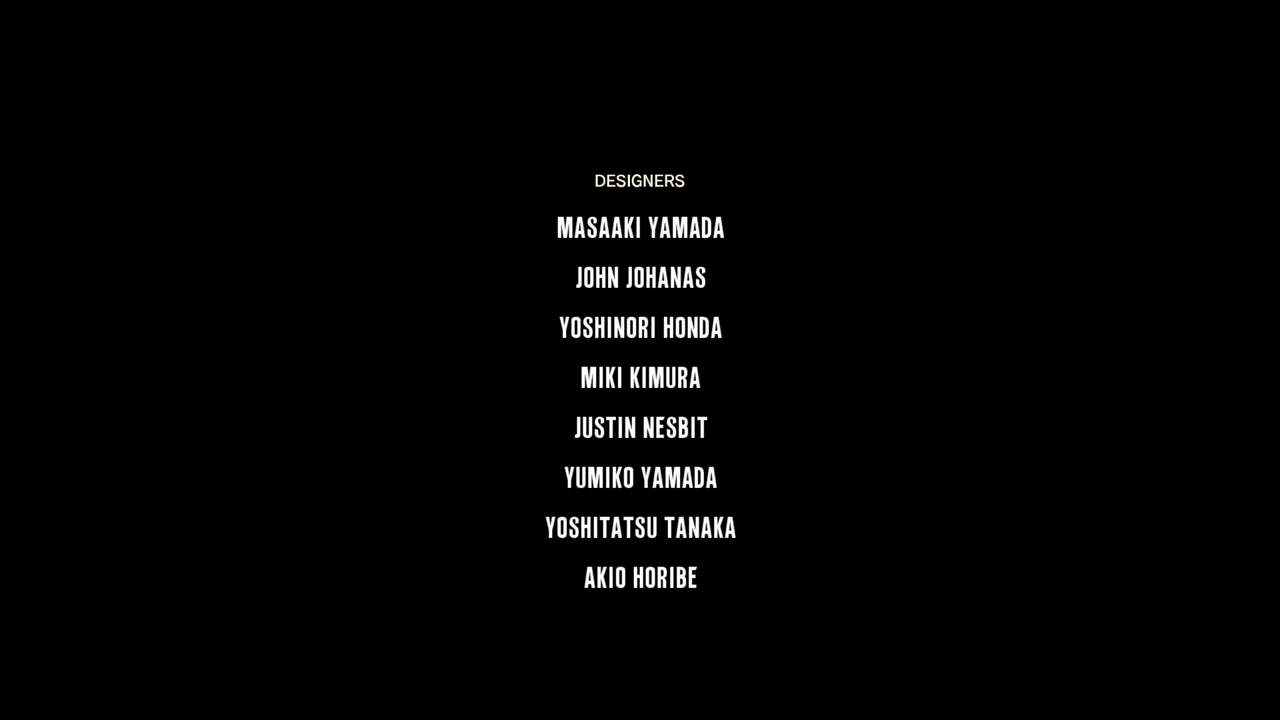 DESIGNERS
MASAAKI YAMADA
JOHN JOHANAS
YOSHINORI HONDA
MIKI KIMURA
JUSTIN NESBIT
YUMIKO YAMADA
YOSHITATSU TANAKA
AKIO HORIBE